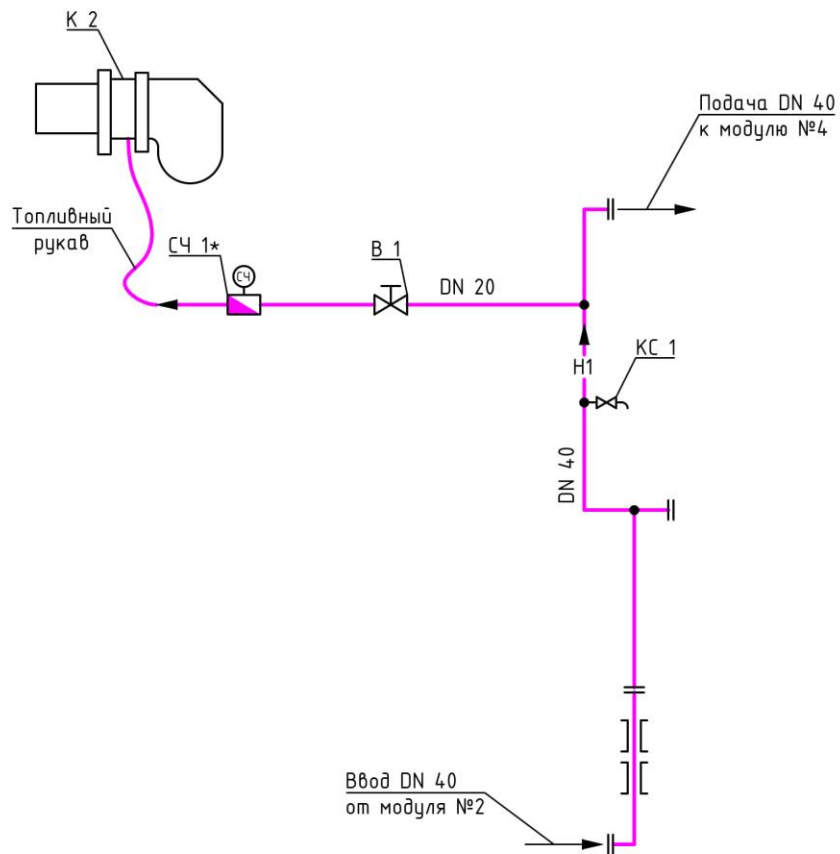 К 2
Подача DN 40
к модулю №4
Топливный
рукав
СЧ 1*
СЧ
В 1
DN 20
Н1
КС 1
DN 40
Ввод DN 40
от модуля №2